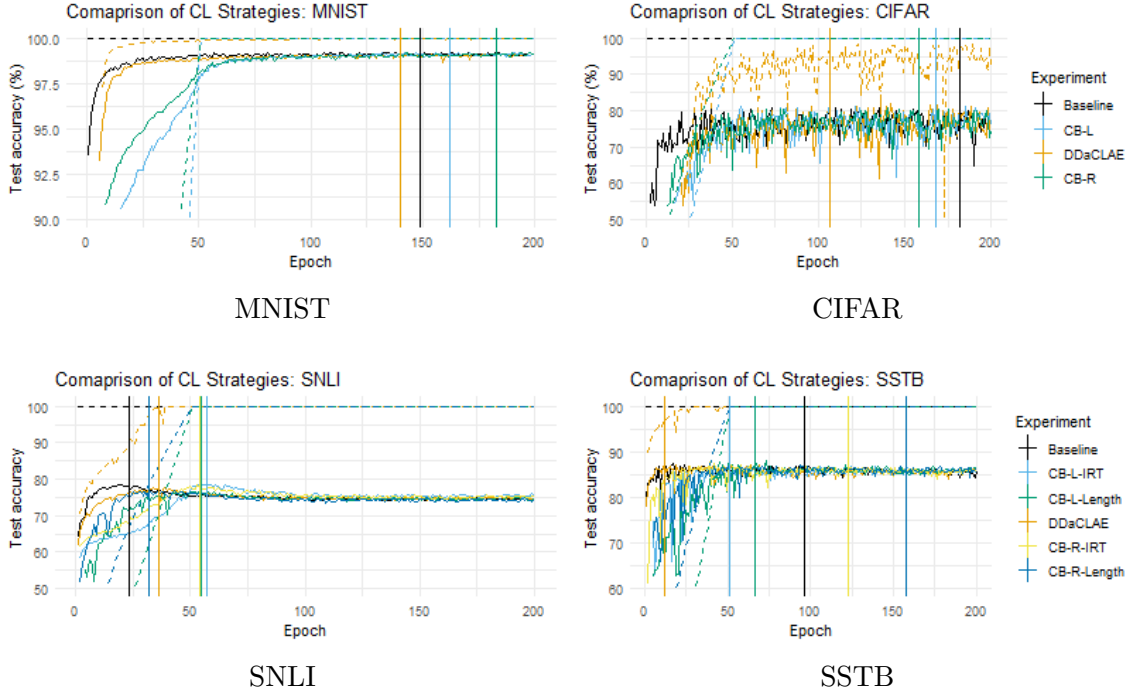 Comaprison of CL Strategies: MNIST
100.0
97.5
95.0
92.5
90.0
Test accuracy (%)
0 50 100 150 200
Epoch
MNIST
Comaprison of CL Strategies: CIFAR
100
90
80
70
60
50
Test accuracy (%)
0 50 100 150 200
Epoch
CIFAR
Experiment
Baseline
CB-L
DDaCLAE
CB-R
Comaprison of CL Strategies: SNLI
100
90
80
70
60
50
Test accuracy
0 50 100 150 200
Epoch
SNLI
Comaprison of CL Strategies: SSTB
100
90
80
70
60
Test accuracy
0 50 100 150 200
Epoch
SSTB
Experiment
Baseline
CB-L-IRT
CB-L-Length
DDaCLAE
CB-R-IRT
CB-R-Length